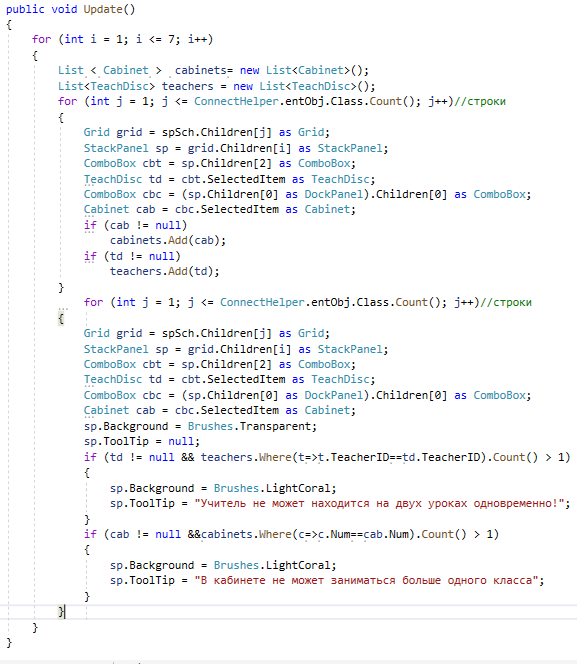 public void Update()
{
for (int i = 1; i <= 7; i++)
{
List < Cabinet > cabinets= new List<Cabinet>();
List<TeachDisc> teachers = new List<TeachDisc>();
for (int j = 1; j <= ConnectHelper.entObj.Class.Count(); j++)//строки
{
Grid grid = spSch.Children[j] as Grid;
StackPanel sp = grid.Children[i] as StackPanel;
ComboBox cbt = sp.Children[2] as ComboBox;
TeachDisc td = cbt.SelectedItem as TeachDisc;
ComboBox cbc = (sp.Children[0] as DockPanel).Children[0] as ComboBox;
Cabinet cab = cbc.SelectedItem as Cabinet;
if (cab != null)
cabinets.Add(cab);
if (td != null)
teachers.Add(td);
}
for (int j = 1; j <= ConnectHelper.entObj.Class.Count(); j++)//строки
{
Grid grid = spSch.Children[j] as Grid;
StackPanel sp = grid.Children[i] as StackPanel;
ComboBox cbt = sp.Children[2] as ComboBox;
TeachDisc td = cbt.SelectedItem as TeachDisc;
ComboBox cbc = (sp.Children[0] as DockPanel).Children[0] as ComboBox;
Cabinet cab = cbc.SelectedItem as Cabinet;
sp.Background = Brushes.Transparent;
sp.ToolTip = null;
if (td != null && teachers.Where(t=>t.TeacherID==td.TeacherID).Count() > 1)
{
sp.Background = Brushes.LightCoral;
sp.ToolTip = "Учитель не может находится на двух уроках одновременно!";
}
if (cab != null &&cabinets.Where(c=>c.Num==cab.Num).Count() > 1)
{
sp.Background = Brushes.LightCoral;
sp.ToolTip = "В кабинете не может заниматься больше одного класса";
}
}
}
}